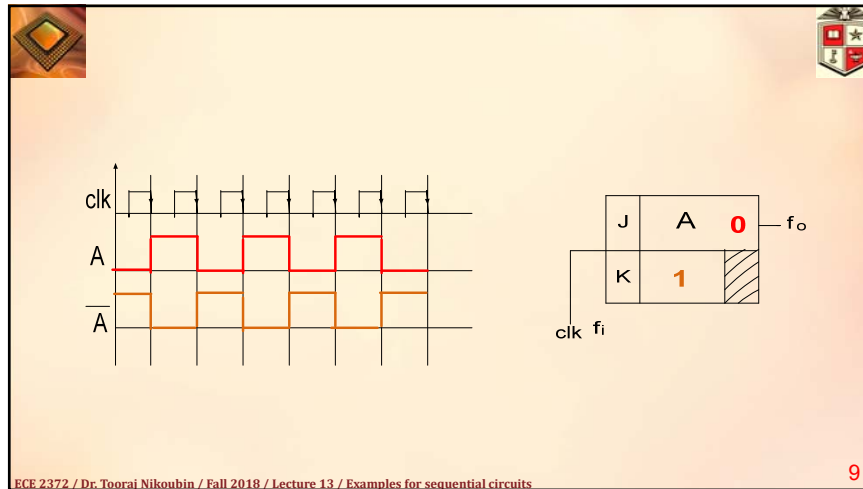 clk
A
A
J A 0 fo
K 1
clk fi
ECE 2372 / Dr. Tooraj Nikoubin / Fall 2018 / Lecture 13 / Examples for sequential circuits
9